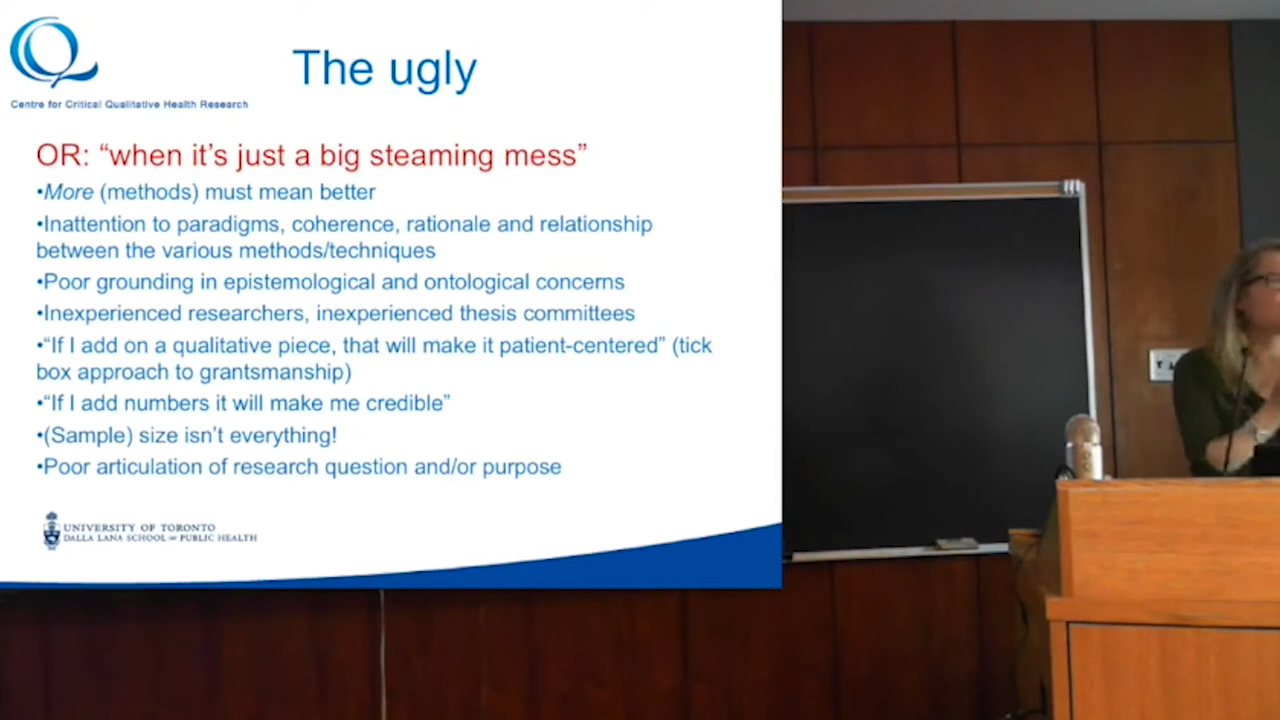 The ugly
Centre for Critical Qualitative Health Research
OR: “when it’s just a big steaming mess”
•More (methods) must mean better
•Inattention to paradigms, coherence, rationale and relationship
between the various methods/techniques
•Poor grounding in epistemological and ontological concerns
•Inexperienced researchers, inexperienced thesis committees
•“If I add on a qualitative piece, that will make it patient-centered” (tick
box approach to grantsmanship)
•“If I add numbers it will make me credible”
•(Sample) size isn’t everything!
•Poor articulation of research question and/or purpose
UNIVERSITY OF TORONTO
DALLA LANA SCHOOL OF PUBLIC HEALTH